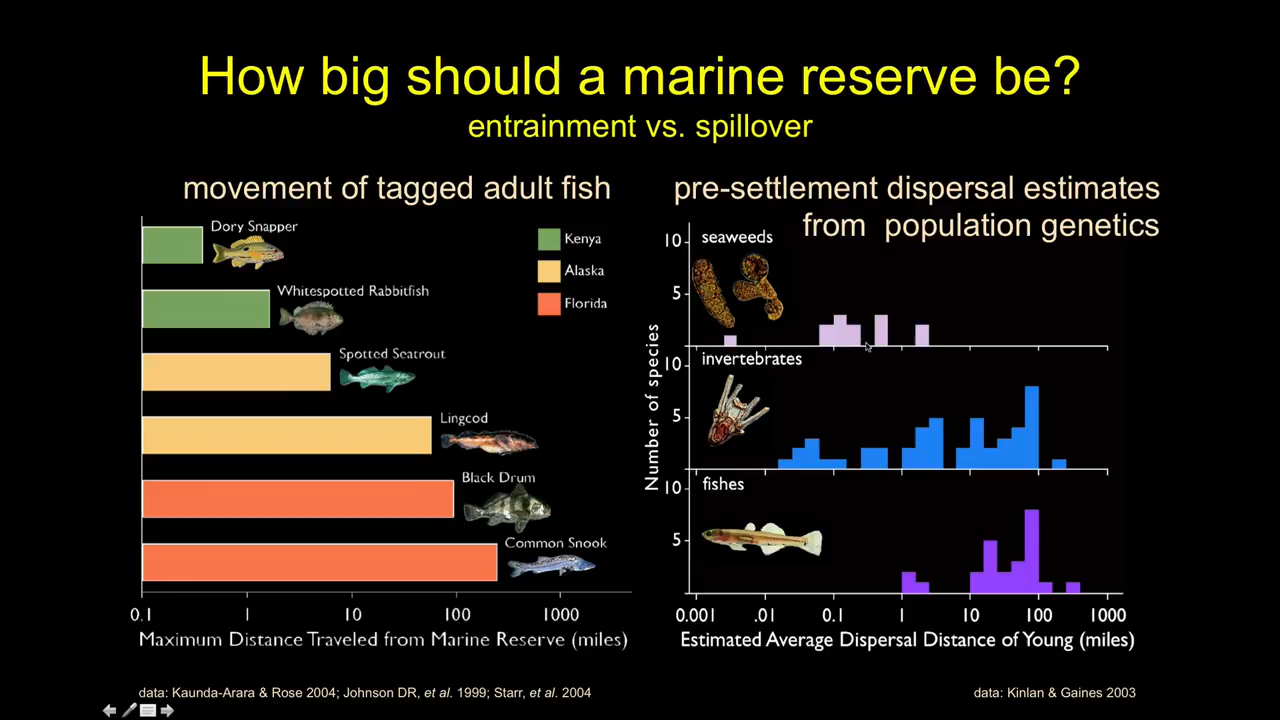 How big should a marine reserve be?
entrainment vs. spillover
movement of tagged adult fish
Dory Snapper
Whitespotted Rabbitfish
Spotted Seatrout
Lingcod
Black Drum
Common Snook
Kenya
Alaska
Florida
0.1 1 10 100 1000
Maximum Distance Traveled from Marine Reserve (miles)
data: Kaunda-Arara & Rose 2004; Johnson DR, et al. 1999; Starr, et al. 2004
pre-settlement dispersal estimates
from population genetics
Number of species
10
seaweeds
5
10
invertebrates
5
10
fishes
5
0.001 .01 0.1 1 10 100 1000
Estimated Average Dispersal Distance of Young (miles)
data: Kinlan & Gaines 2003